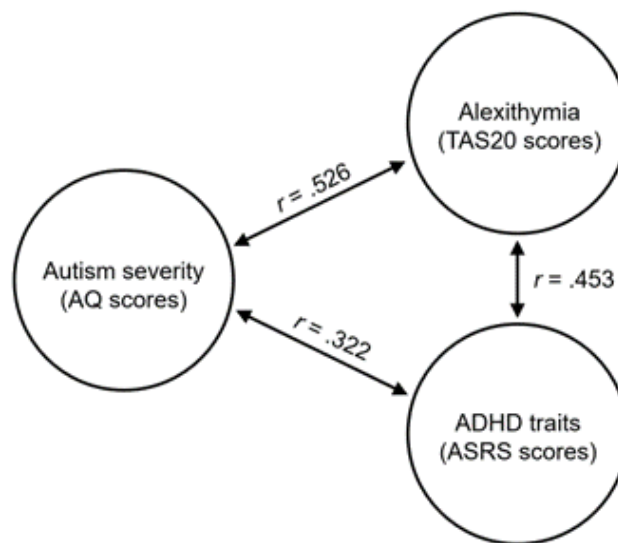 Alexithymia
(TAS20 scores)
r = .526
Autism severity
(AQ scores)
r = .453
r = .322
ADHD traits
(ASRS scores)